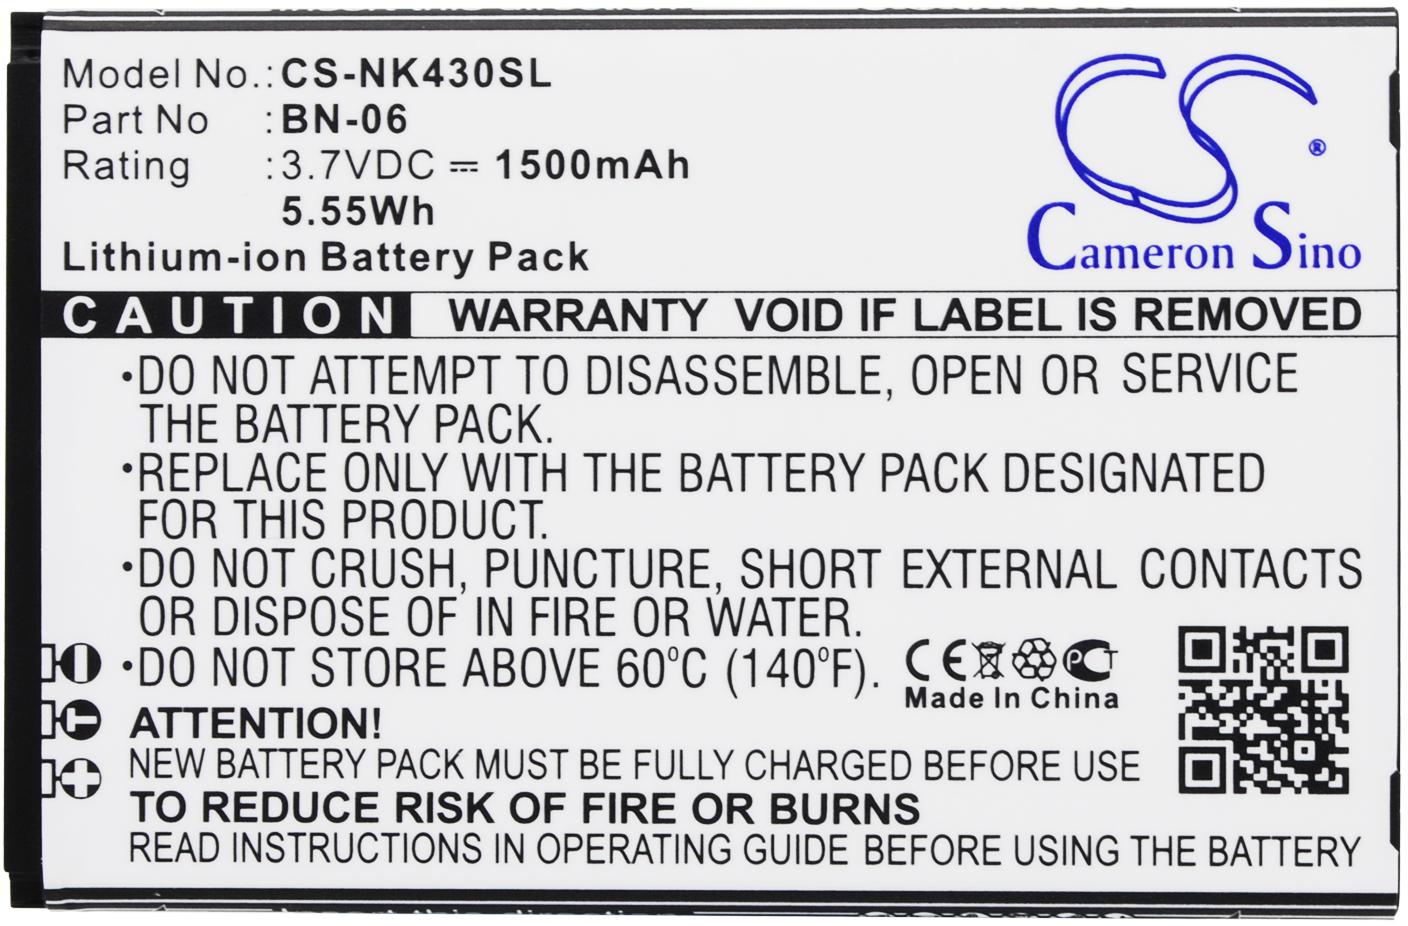 Model No.: CS-NK430SL
Part No : BN-06
Rating : 3.7VDC ⎓ 1500mAh
5.55Wh
Lithium-ion Battery Pack
CS ®
Cameron Sino
CAUTION WARRANTY VOID IF LABEL IS REMOVED
•DO NOT ATTEMPT TO DISASSEMBLE, OPEN OR SERVICE
THE BATTERY PACK.
•REPLACE ONLY WITH THE BATTERY PACK DESIGNATED
FOR THIS PRODUCT.
•DO NOT CRUSH, PUNCTURE, SHORT EXTERNAL CONTACTS
OR DISPOSE OF IN FIRE OR WATER.
•DO NOT STORE ABOVE 60°C (140°F).
CE PCT
Made In China
ATTENTION!
NEW BATTERY PACK MUST BE FULLY CHARGED BEFORE USE
TO REDUCE RISK OF FIRE OR BURNS
READ INSTRUCTIONS IN OPERATING GUIDE BEFORE USING THE BATTERY
Insert this direction